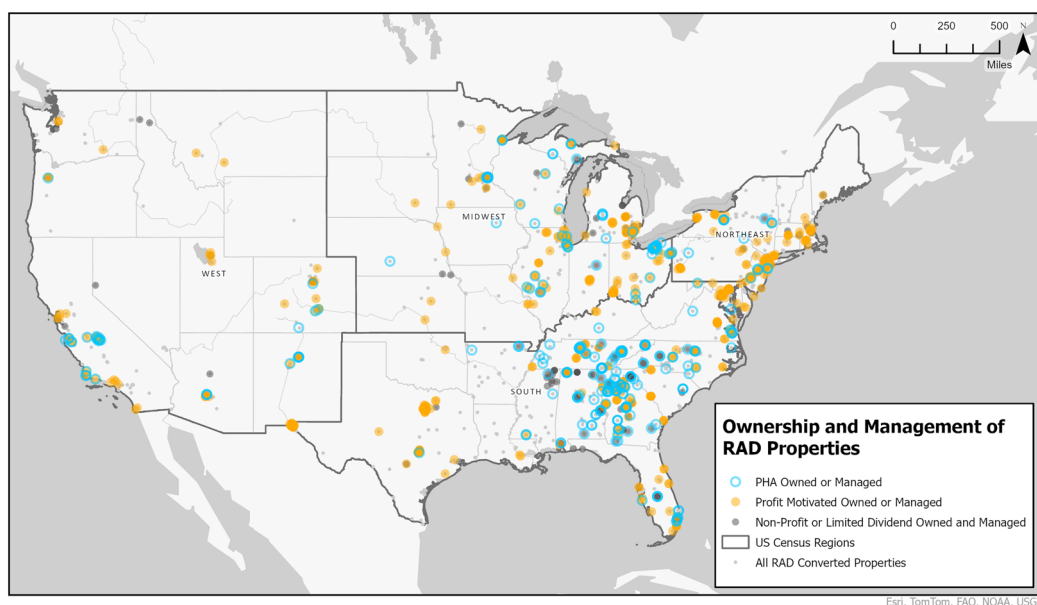 0 250 500 N
Miles
MIDWEST
NORTHEAST
WEST
SOUTH
Ownership and Management of
RAD Properties
PHA Owned or Managed
Profit Motivated Owned or Managed
Non-Profit or Limited Dividend Owned and Managed
US Census Regions
All RAD Converted Properties
Esri, TomTom, FAO, NOAA, USG